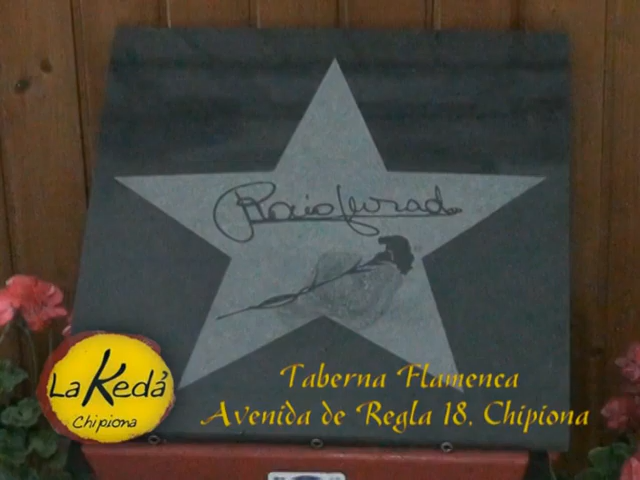 Rocio Jurado
La Kedá
Chipiona
Taberna Flamenca
Avenida de Regla 18. Chipiona